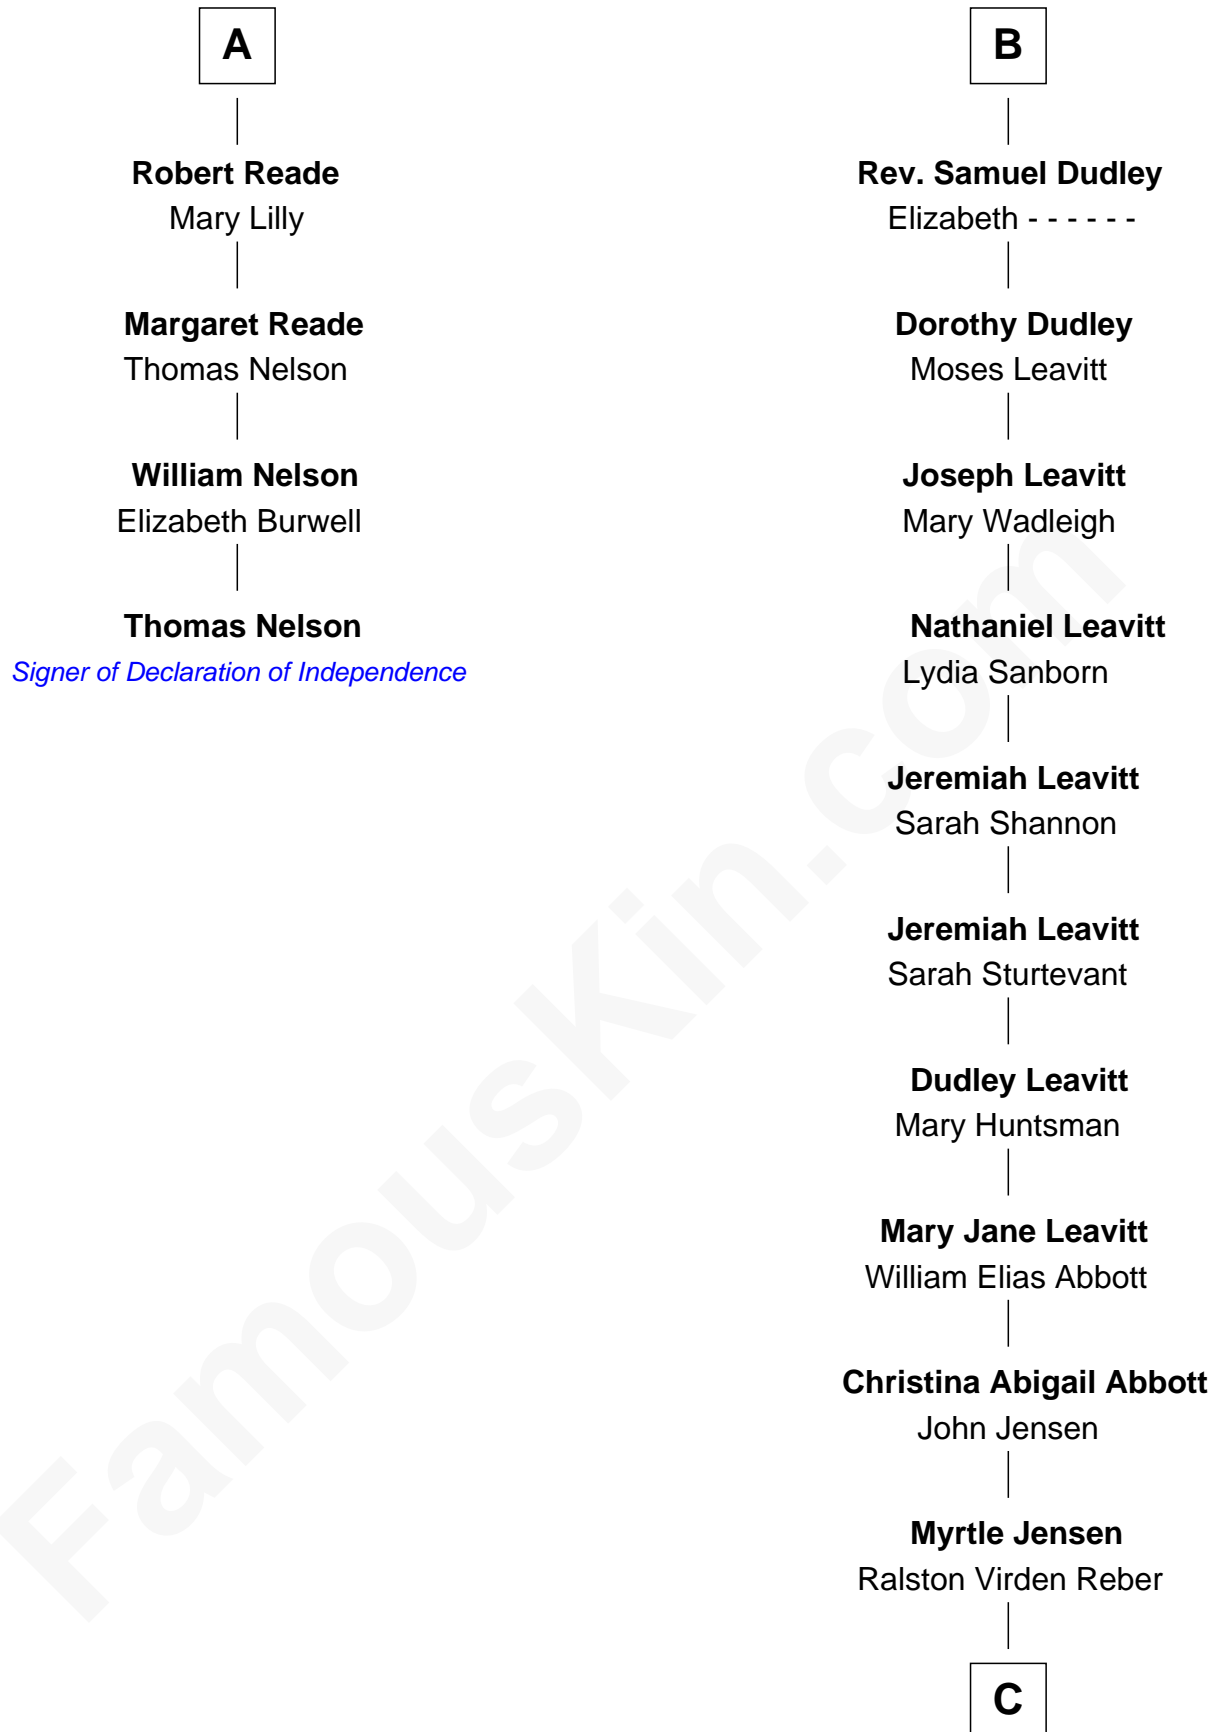 A
Robert Reade
Mary Lilly
Margaret Reade
Thomas Nelson
William Nelson
Elizabeth Burwell
Thomas Nelson
Signer of Declaration of Independence
B
Rev. Samuel Dudley
Elizabeth - - - - - -
Dorothy Dudley
Moses Leavitt
Joseph Leavitt
Mary Wadleigh
Nathaniel Leavitt
Lydia Sanborn
Jeremiah Leavitt
Sarah Shannon
Jeremiah Leavitt
Sarah Sturtevant
Dudley Leavitt
Mary Huntsman
Mary Jane Leavitt
William Elias Abbott
Christina Abigail Abbott
John Jensen
Myrtle Jensen
Ralston Virden Reber
C
FamousKin.com